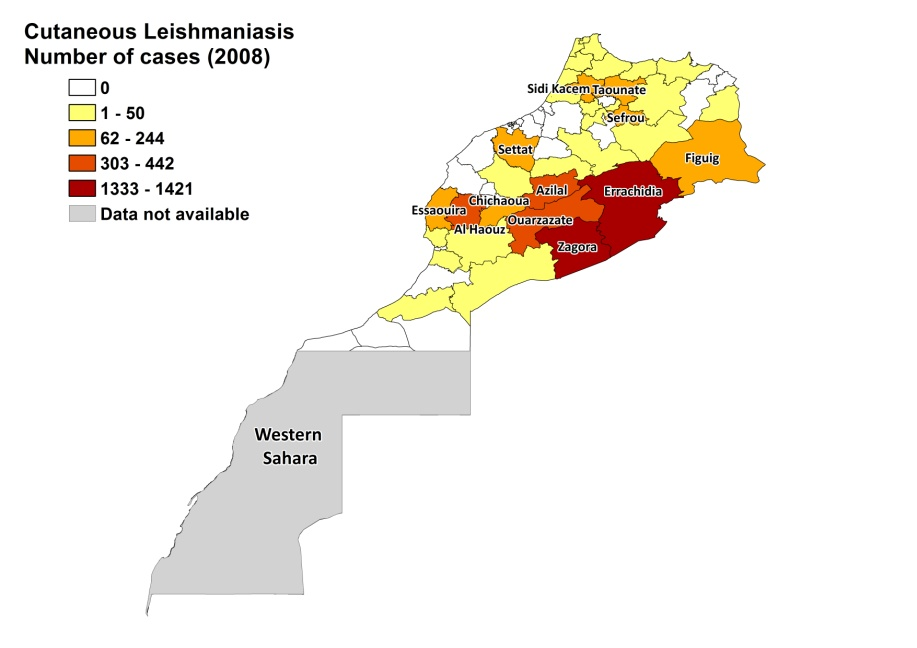 Cutaneous Leishmaniasis
Number of cases (2008)
0
1 - 50
62 - 244
303 - 442
1333 - 1421
Data not available
Sidi Kacem
Taounate
Sefrou
Settat
Figuig
Azilal
Errachidia
Chichaoua
Essaouira
Ouarzazate
Al Haouz
Zagora
Western
Sahara